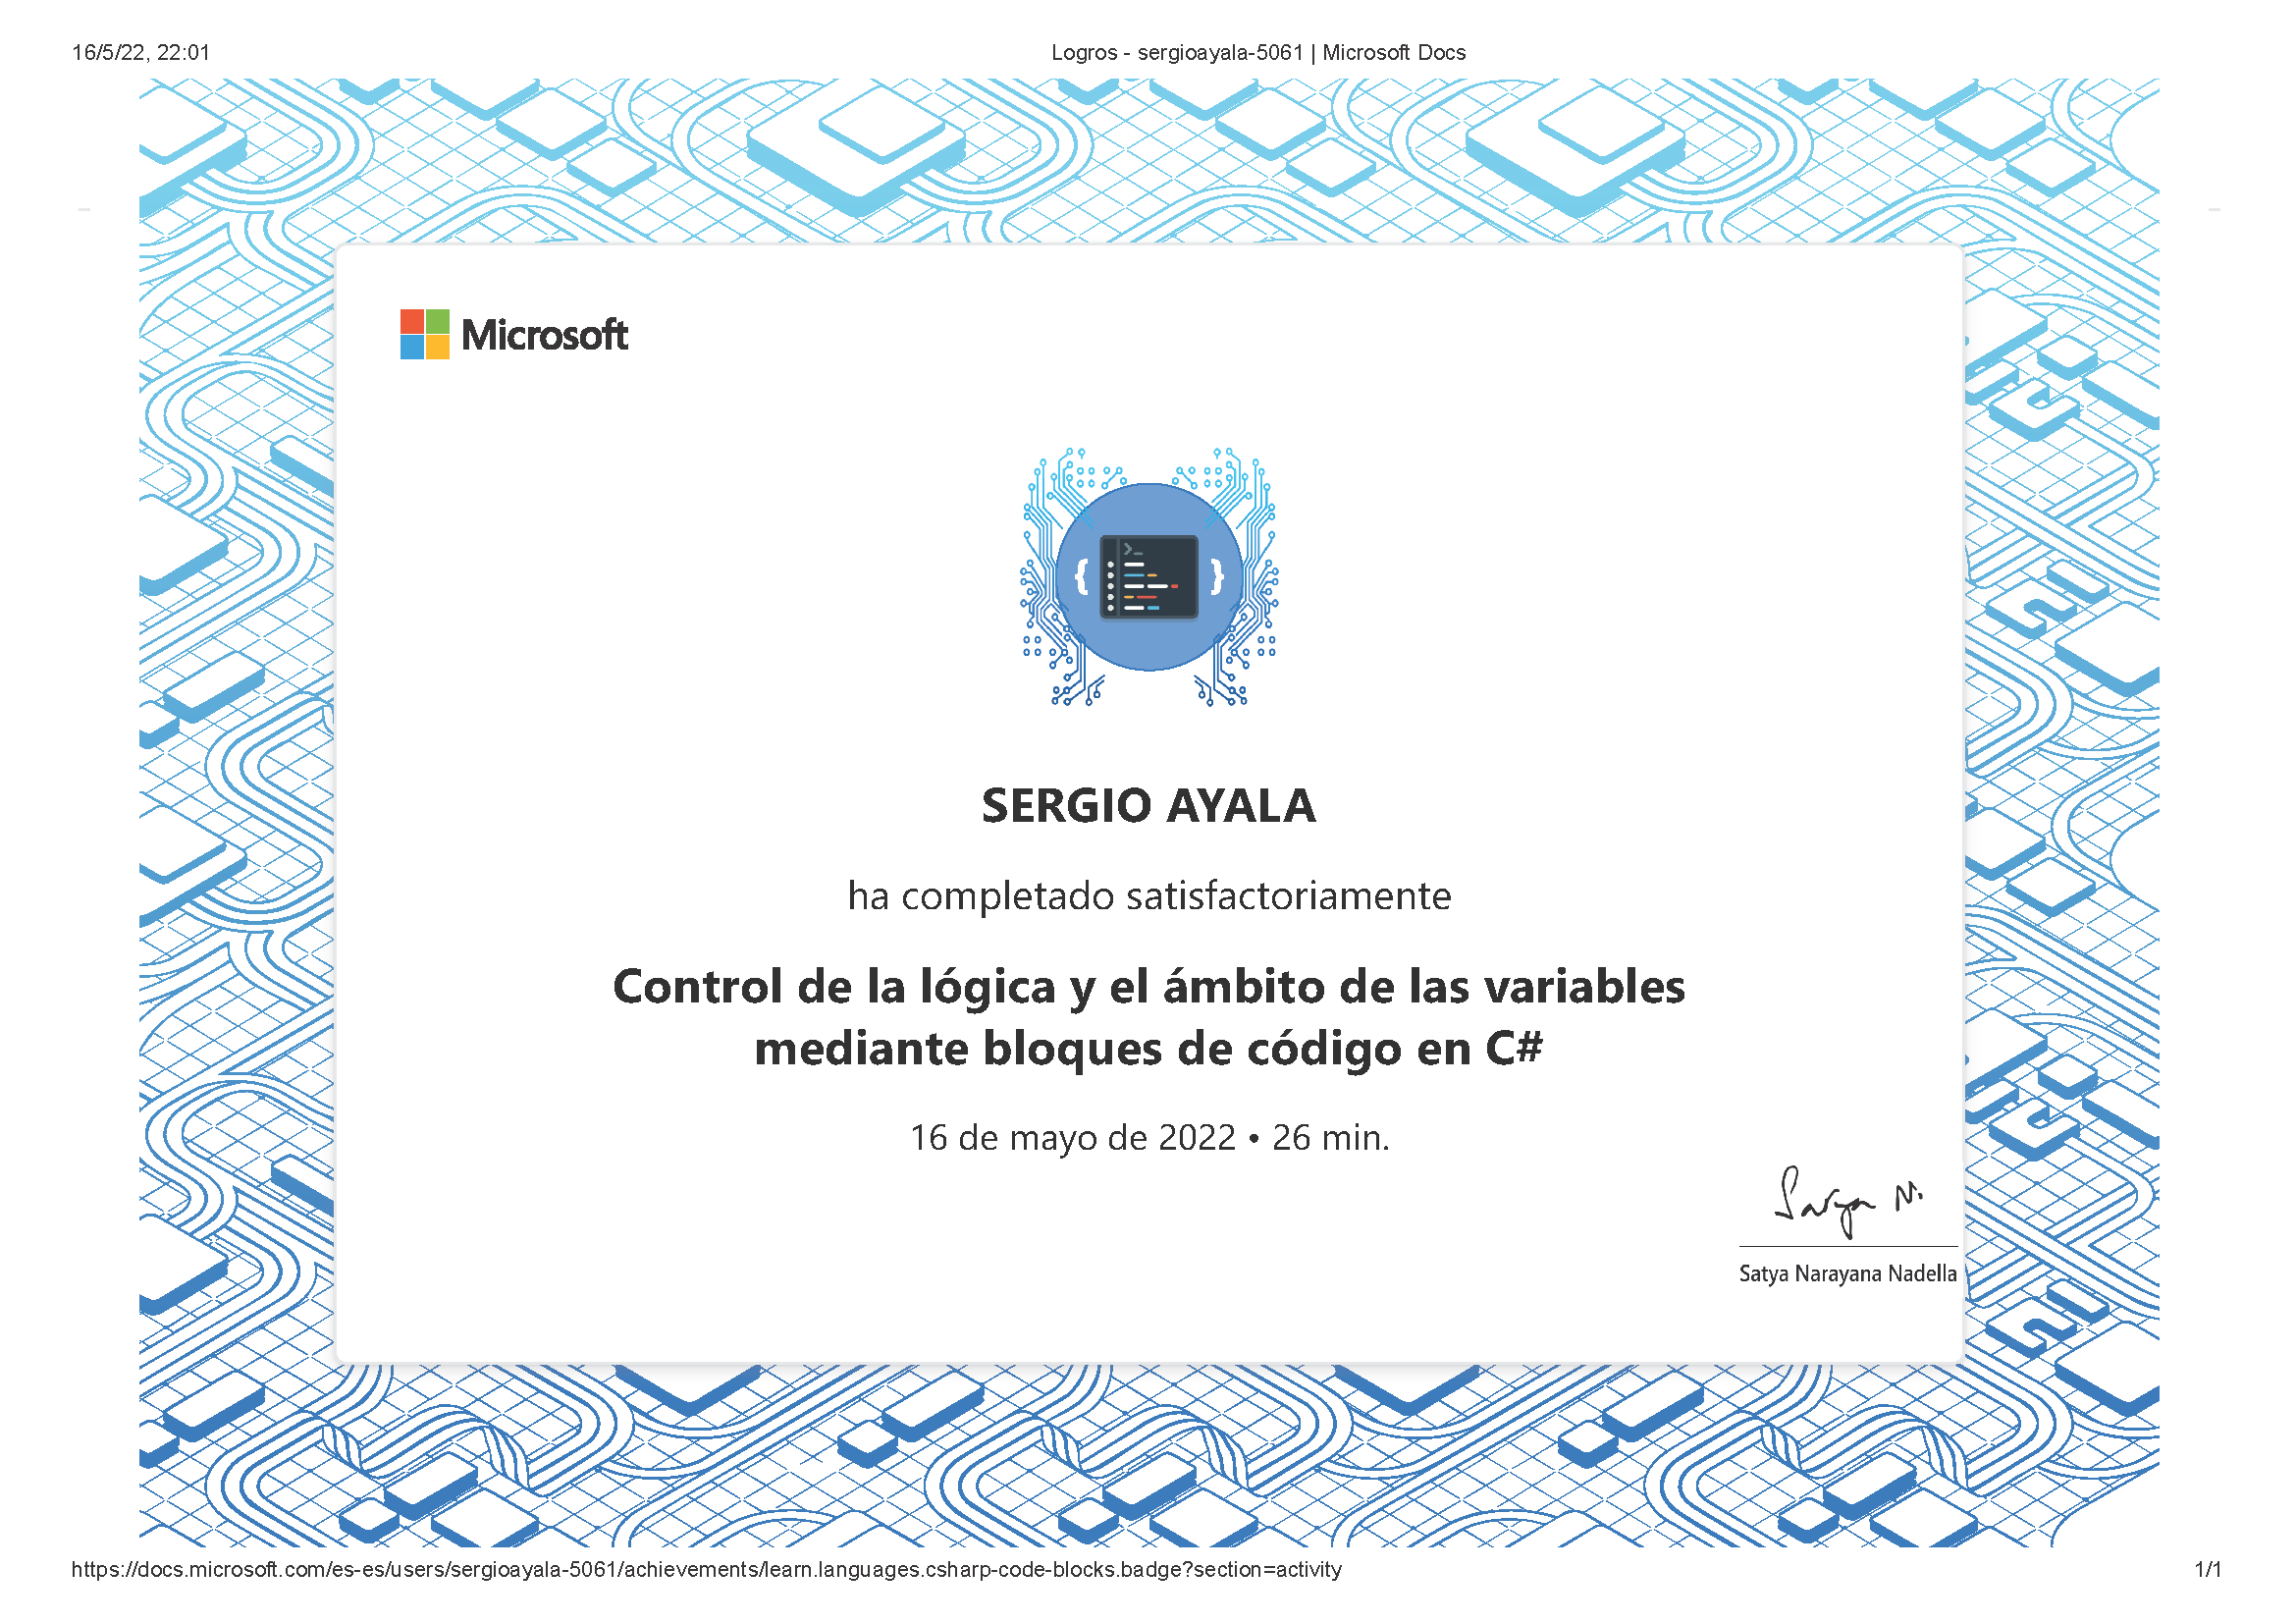 16/5/22, 22:01
Logros - sergioayala-5061 | Microsoft Docs
Microsoft
SERGIO AYALA
ha completado satisfactoriamente
Control de la lógica y el ámbito de las variables
mediante bloques de código en C#
16 de mayo de 2022 • 26 min.
Satya N.
Satya Narayana Nadella
https://docs.microsoft.com/es-es/users/sergioayala-5061/achievements/learn.languages.csharp-code-blocks.badge?section=activity
1/1